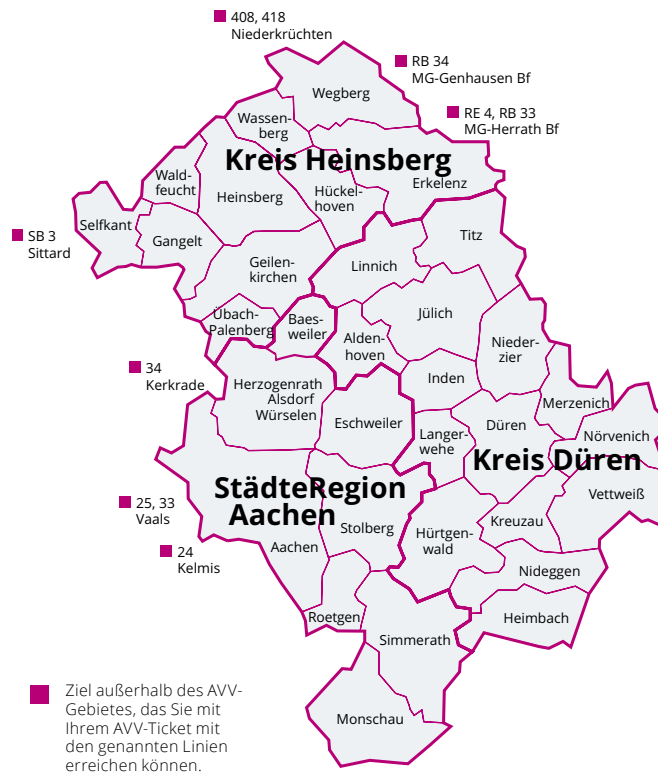 408, 418
Niederkrüchten
RB 34
MG-Genhausen Bf
RE 4, RB 33
MG-Herrath Bf
Wegberg
Wassen-
berg
Kreis Heinsberg
Wald-
feucht
Heinsberg
Hückel-
hoven
Erkelenz
SB 3
Sittard
Selfkant
Gangelt
Titz
Geilen-
kirchen
Linnich
Übach-
Palenberg
Baes-
weiler
Jülich
Alden-
hoven
Nieder-
zier
34
Kerkrade
Herzogenrath
Alsdorf
Würselen
Inden
Merzenich
Eschweiler
Langer-
wehe
Düren
Nörvenich
Kreis Düren
StädteRegion
Aachen
Vettweiß
25, 33
Vaals
Stolberg
Hürtgen-
wald
Kreuzau
24
Kelmis
Aachen
Nideggen
Roetgen
Heimbach
Simmerath
Monschau
Ziel außerhalb des AVV-
Gebietes, das Sie mit
Ihrem AVV-Ticket mit
den genannten Linien
erreichen können.